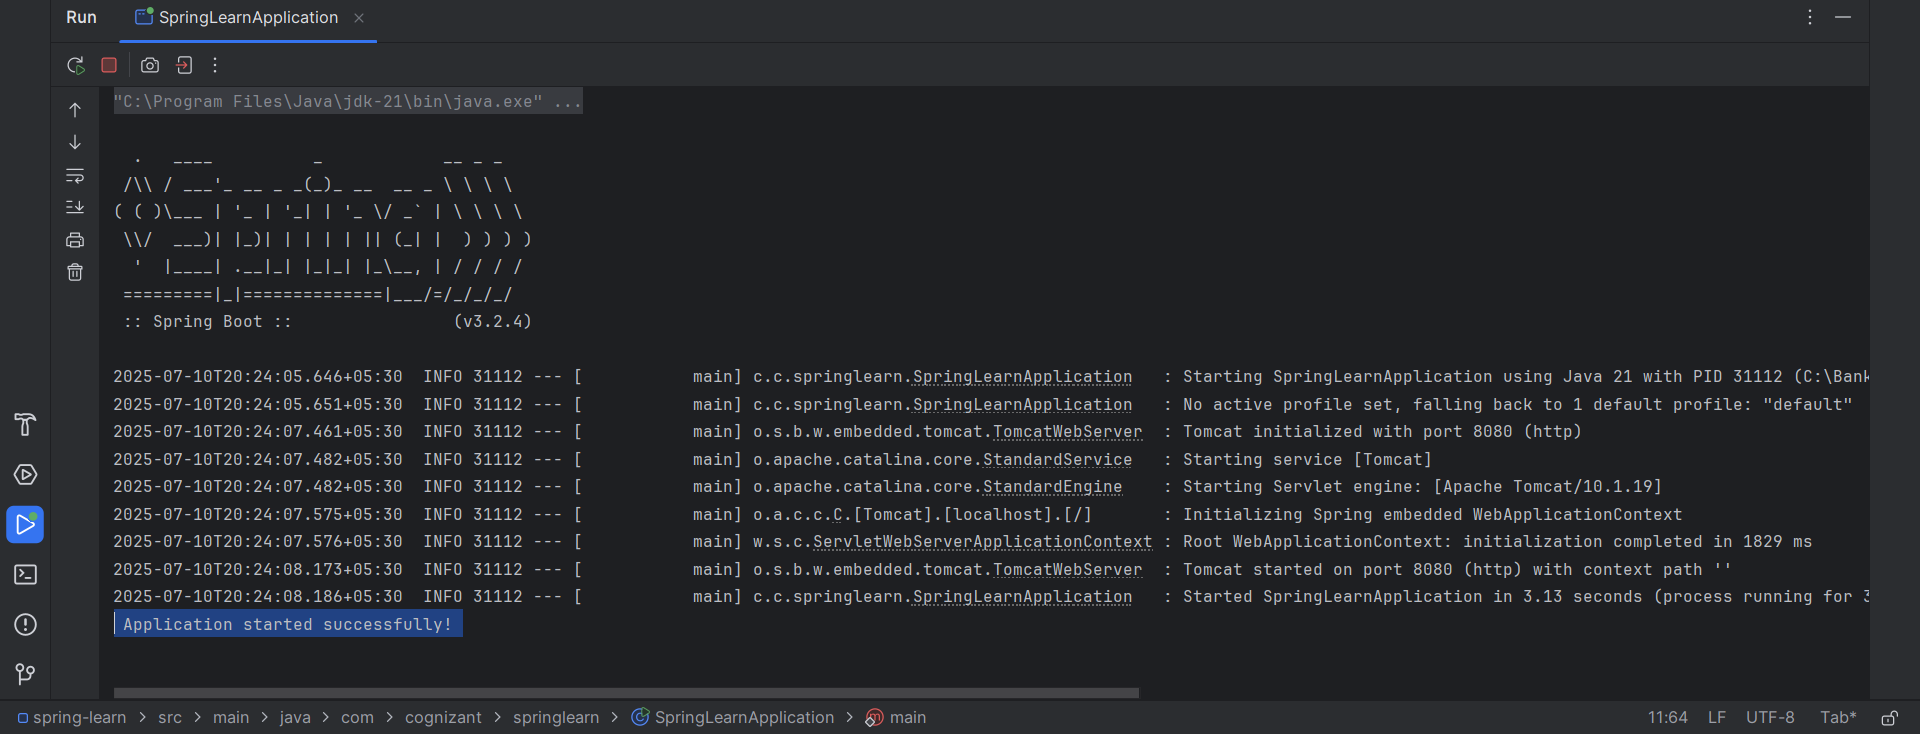 Run SpringLearnApplication
"C:\Program Files\Java\jdk-21\bin\java.exe" ...
  .   ____          _            __ _ _
 /\\ / ___'_ __ _ _(_)_ __  __ _ \ \ \ \
( ( )\___ | '_ | '_| | '_ \/ _` | \ \ \ \
 \\/  ___)| |_)| | | | | || (_| |  ) ) ) )
  '  |____| .__|_| |_|_| |_\__, | / / / /
 =========|_|==============|___/=/_/_/_/
 :: Spring Boot ::                (v3.2.4)
2025-07-10T20:24:05.646+05:30  INFO 31112 --- [           main] c.c.springlearn.SpringLearnApplication   : Starting SpringLearnApplication using Java 21 with PID 31112 (C:\Bank
2025-07-10T20:24:05.651+05:30  INFO 31112 --- [           main] c.c.springlearn.SpringLearnApplication   : No active profile set, falling back to 1 default profile: "default"
2025-07-10T20:24:07.461+05:30  INFO 31112 --- [           main] o.s.b.w.embedded.tomcat.TomcatWebServer  : Tomcat initialized with port 8080 (http)
2025-07-10T20:24:07.482+05:30  INFO 31112 --- [           main] o.apache.catalina.core.StandardService   : Starting service [Tomcat]
2025-07-10T20:24:07.482+05:30  INFO 31112 --- [           main] o.apache.catalina.core.StandardEngine    : Starting Servlet engine: [Apache Tomcat/10.1.19]
2025-07-10T20:24:07.575+05:30  INFO 31112 --- [           main] o.a.c.c.C.[Tomcat].[localhost].[/]       : Initializing Spring embedded WebApplicationContext
2025-07-10T20:24:07.576+05:30  INFO 31112 --- [           main] w.s.c.ServletWebServerApplicationContext : Root WebApplicationContext: initialization completed in 1829 ms
2025-07-10T20:24:08.173+05:30  INFO 31112 --- [           main] o.s.b.w.embedded.tomcat.TomcatWebServer  : Tomcat started on port 8080 (http) with context path ''
2025-07-10T20:24:08.186+05:30  INFO 31112 --- [           main] c.c.springlearn.SpringLearnApplication   : Started SpringLearnApplication in 3.13 seconds (process running for 3
Application started successfully!
spring-learn > src > main > java > com > cognizant > springlearn > SpringLearnApplication > main 11:64 LF UTF-8 Tab*